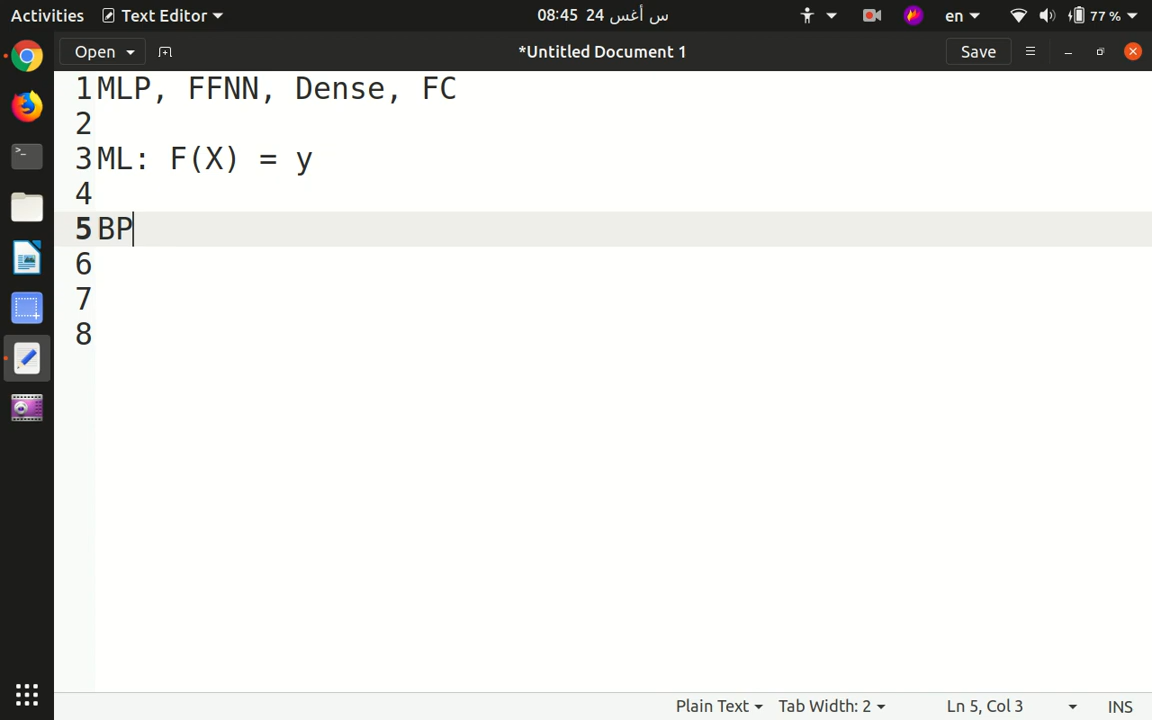 Activities Text Editor 08:45 24 س أغس en 77 %
Open *Untitled Document 1 Save
1 MLP, FFNN, Dense, FC
2
3 ML: F(X) = y
4
5 BP
6
7
8
Plain Text Tab Width: 2 Ln 5, Col 3 INS